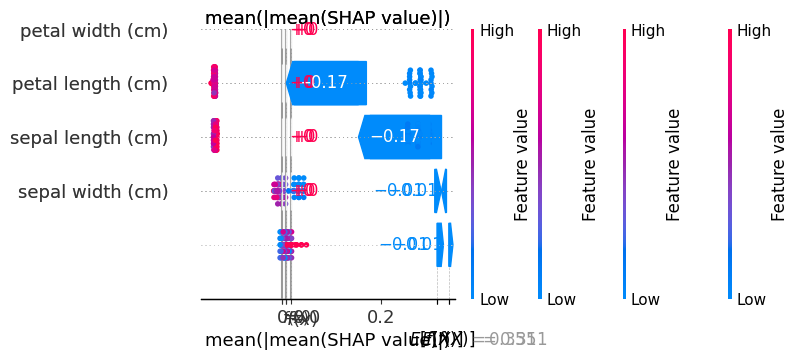 mean(|mean(SHAP value)|)
petal width (cm)
petal length (cm)
sepal length (cm)
sepal width (cm)
+0
+0
+0
+0
−0.17
−0.17
−0.01
−0.01
High
High
High
High
Feature value
Feature value
Feature value
Feature value
Low
Low
Low
Low
0.2
mean(|mean(SHAP value)|)